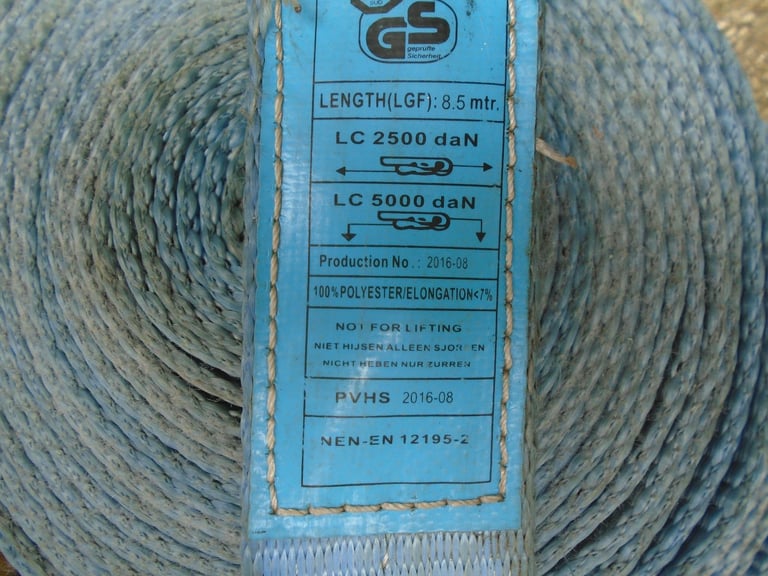 GS
geprüfte
Sicherheit
LENGTH(LGF): 8.5 mtr.
LC 2500 daN
LC 5000 daN
Production No.: 2016-08
100%POLYESTER/ELONGATION<7%
NOT FOR LIFTING
NIET HIJSEN ALLEEN SJORREN
NICHT HEBEN NUR ZURREN
PVHS 2016-08
NEN-EN 12195-2